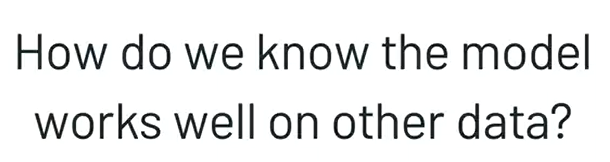 How do we know the model
works well on other data?